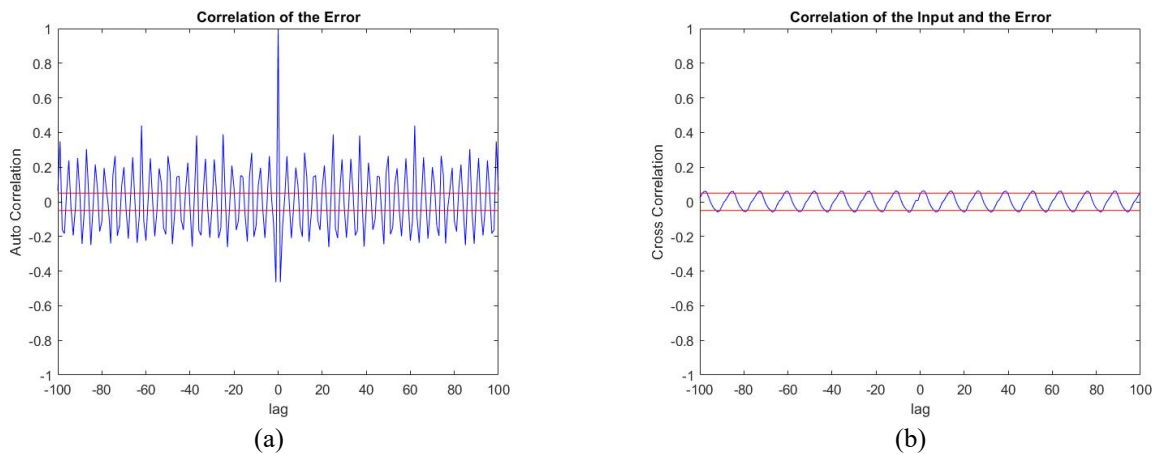 Correlation of the Error
1
0.8
0.6
0.4
0.2
0
-0.2
-0.4
-0.6
-0.8
-1
Auto Correlation
-100 -80 -60 -40 -20 0 20 40 60 80 100
lag
(a)
Correlation of the Input and the Error
1
0.8
0.6
0.4
0.2
0
-0.2
-0.4
-0.6
-0.8
-1
Cross Correlation
-100 -80 -60 -40 -20 0 20 40 60 80 100
lag
(b)